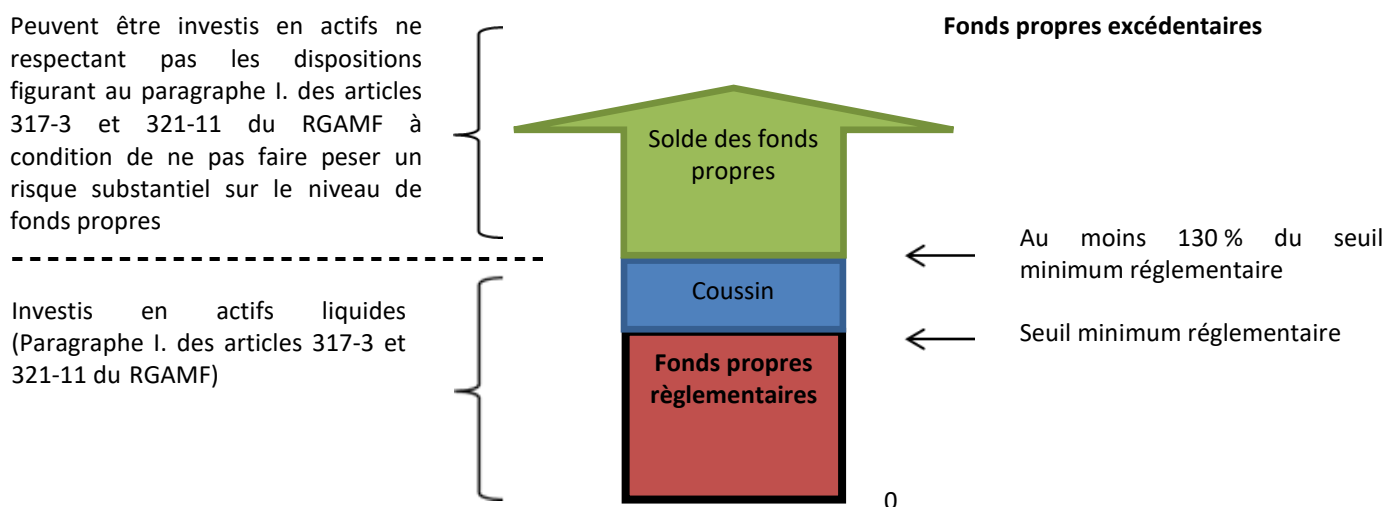 Peuvent être investis en actifs ne
respectant pas les dispositions
figurant au paragraphe I. des articles
317-3 et 321-11 du RGAMF à
condition de ne pas faire peser un
risque substantiel sur le niveau de
fonds propres
Fonds propres excédentaires
Solde des fonds
propres
Au moins 130 % du seuil
minimum réglementaire
Coussin
Investis en actifs liquides
(Paragraphe I. des articles 317-3 et
321-11 du RGAMF)
Seuil minimum réglementaire
Fonds propres
règlementaires
0